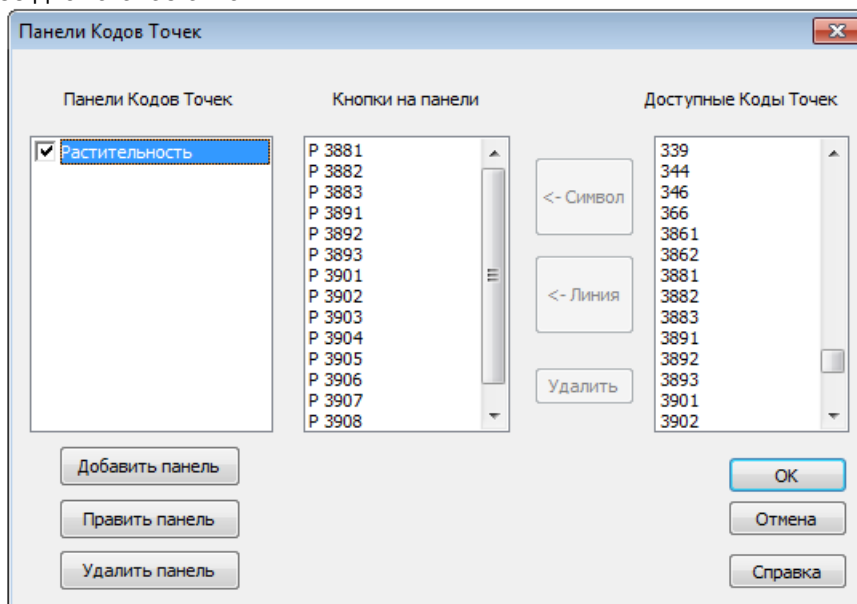 Панели Кодов Точек
Панели Кодов Точек
Кнопки на панели
Доступные Коды Точек
Растительность
P 3881
P 3882
P 3883
P 3891
P 3892
P 3893
P 3901
P 3902
P 3903
P 3904
P 3905
P 3906
P 3907
P 3908
<- Символ
<- Линия
Удалить
339
344
346
366
3861
3862
3881
3882
3883
3891
3892
3893
3901
3902
Добавить панель
Править панель
Удалить панель
OK
Отмена
Справка